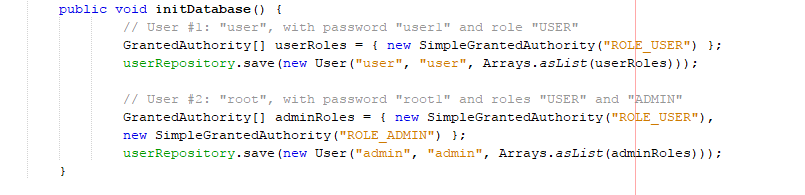 public void initDatabase() {
// User #1: "user", with password "user1" and role "USER"
GrantedAuthority[] userRoles = { new SimpleGrantedAuthority("ROLE_USER") };
userRepository.save(new User("user", "user", Arrays.asList(userRoles)));
// User #2: "root", with password "root1" and roles "USER" and "ADMIN"
GrantedAuthority[] adminRoles = { new SimpleGrantedAuthority("ROLE_USER"),
new SimpleGrantedAuthority("ROLE_ADMIN") };
userRepository.save(new User("admin", "admin", Arrays.asList(adminRoles)));
}